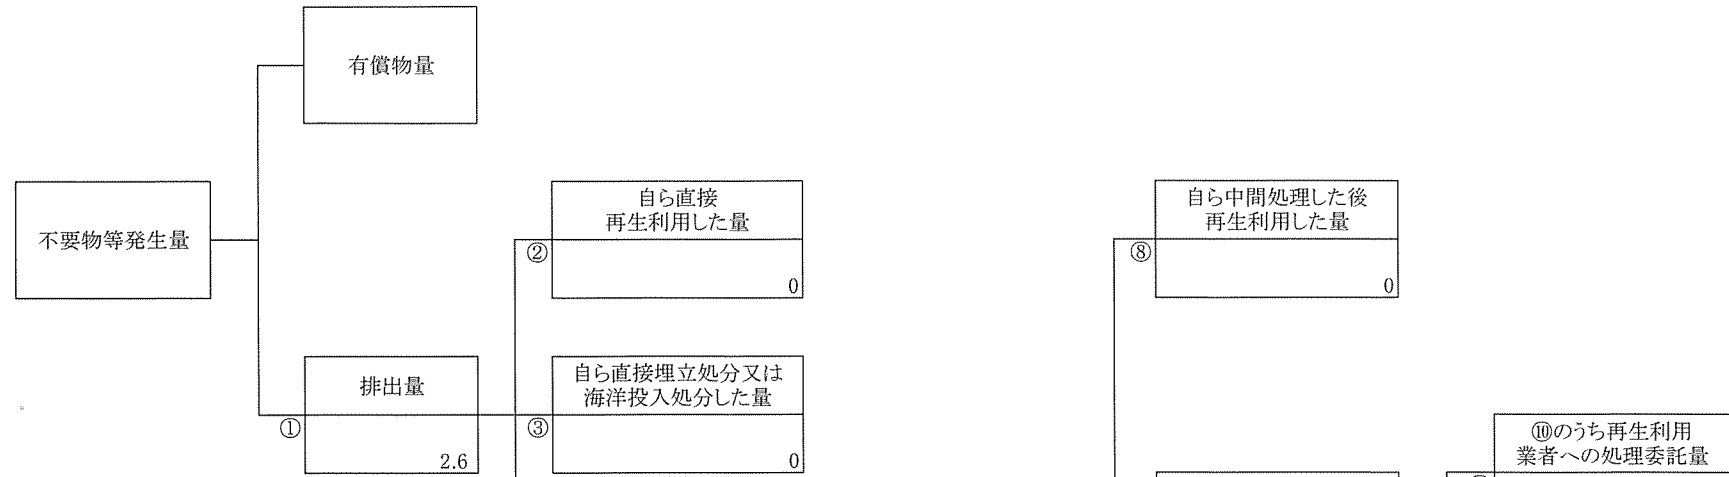 有償物量
不要物等発生量
自ら直接
再生利用した量
②
0
自ら中間処理した後
再生利用した量
⑧
0
排出量
①
2.6
自ら直接埋立処分又は
海洋投入処分した量
③
0
⑩のうち再生利用
業者への処理委託量